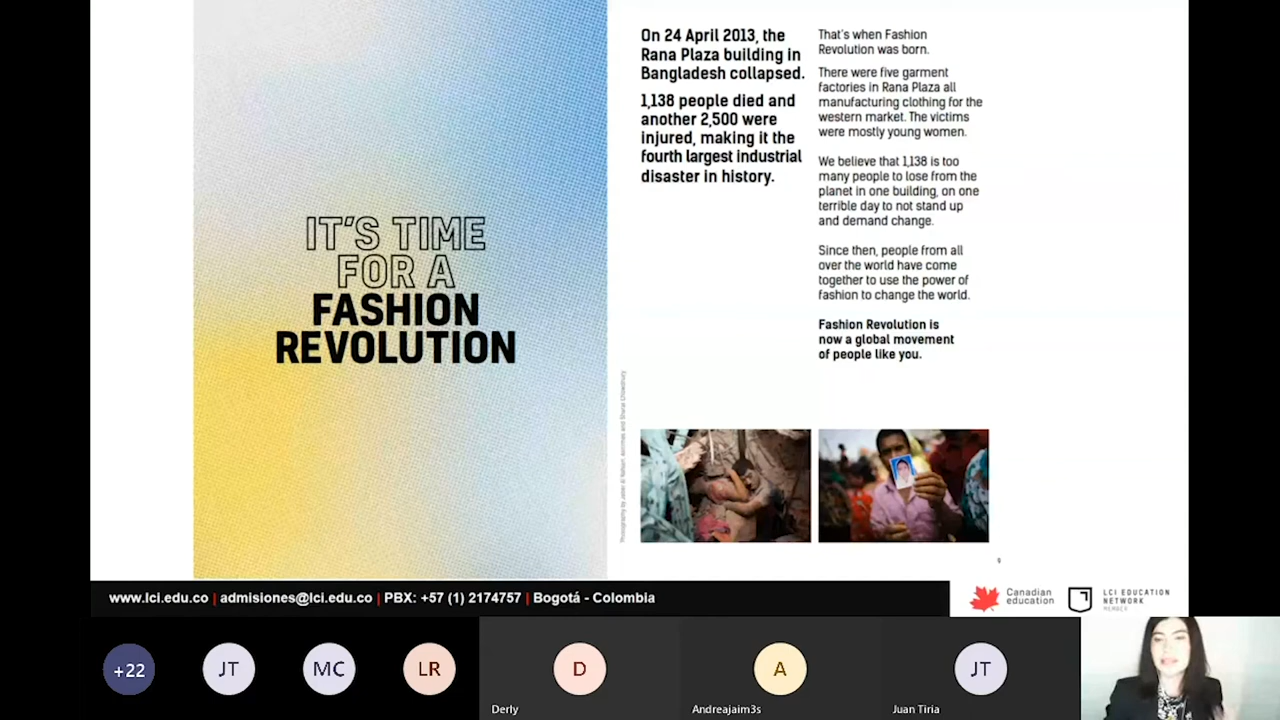 IT'S TIME
FOR A
FASHION
REVOLUTION
On 24 April 2013, the
Rana Plaza building in
Bangladesh collapsed.
1,138 people died and
another 2,500 were
injured, making it the
fourth largest industrial
disaster in history.
That's when Fashion
Revolution was born.
There were five garment
factories in Rana Plaza all
manufacturing clothing for the
western market. The victims
were mostly young women.
We believe that 1,138 is too
many people to lose from the
planet in one building, on one
terrible day to not stand up
and demand change.
Since then, people from all
over the world have come
together to use the power of
fashion to change the world.
Fashion Revolution is
now a global movement
of people like you.
9
www.lci.edu.co | admisiones@lci.edu.co | PBX: +57 (1) 2174757 | Bogotá - Colombia
Canadian
education
LCI EDUCATION
NETWORK
MEMBER
+22
JT
MC
LR
D
A
JT
Derly
Andreajaim3s
Juan Tiria